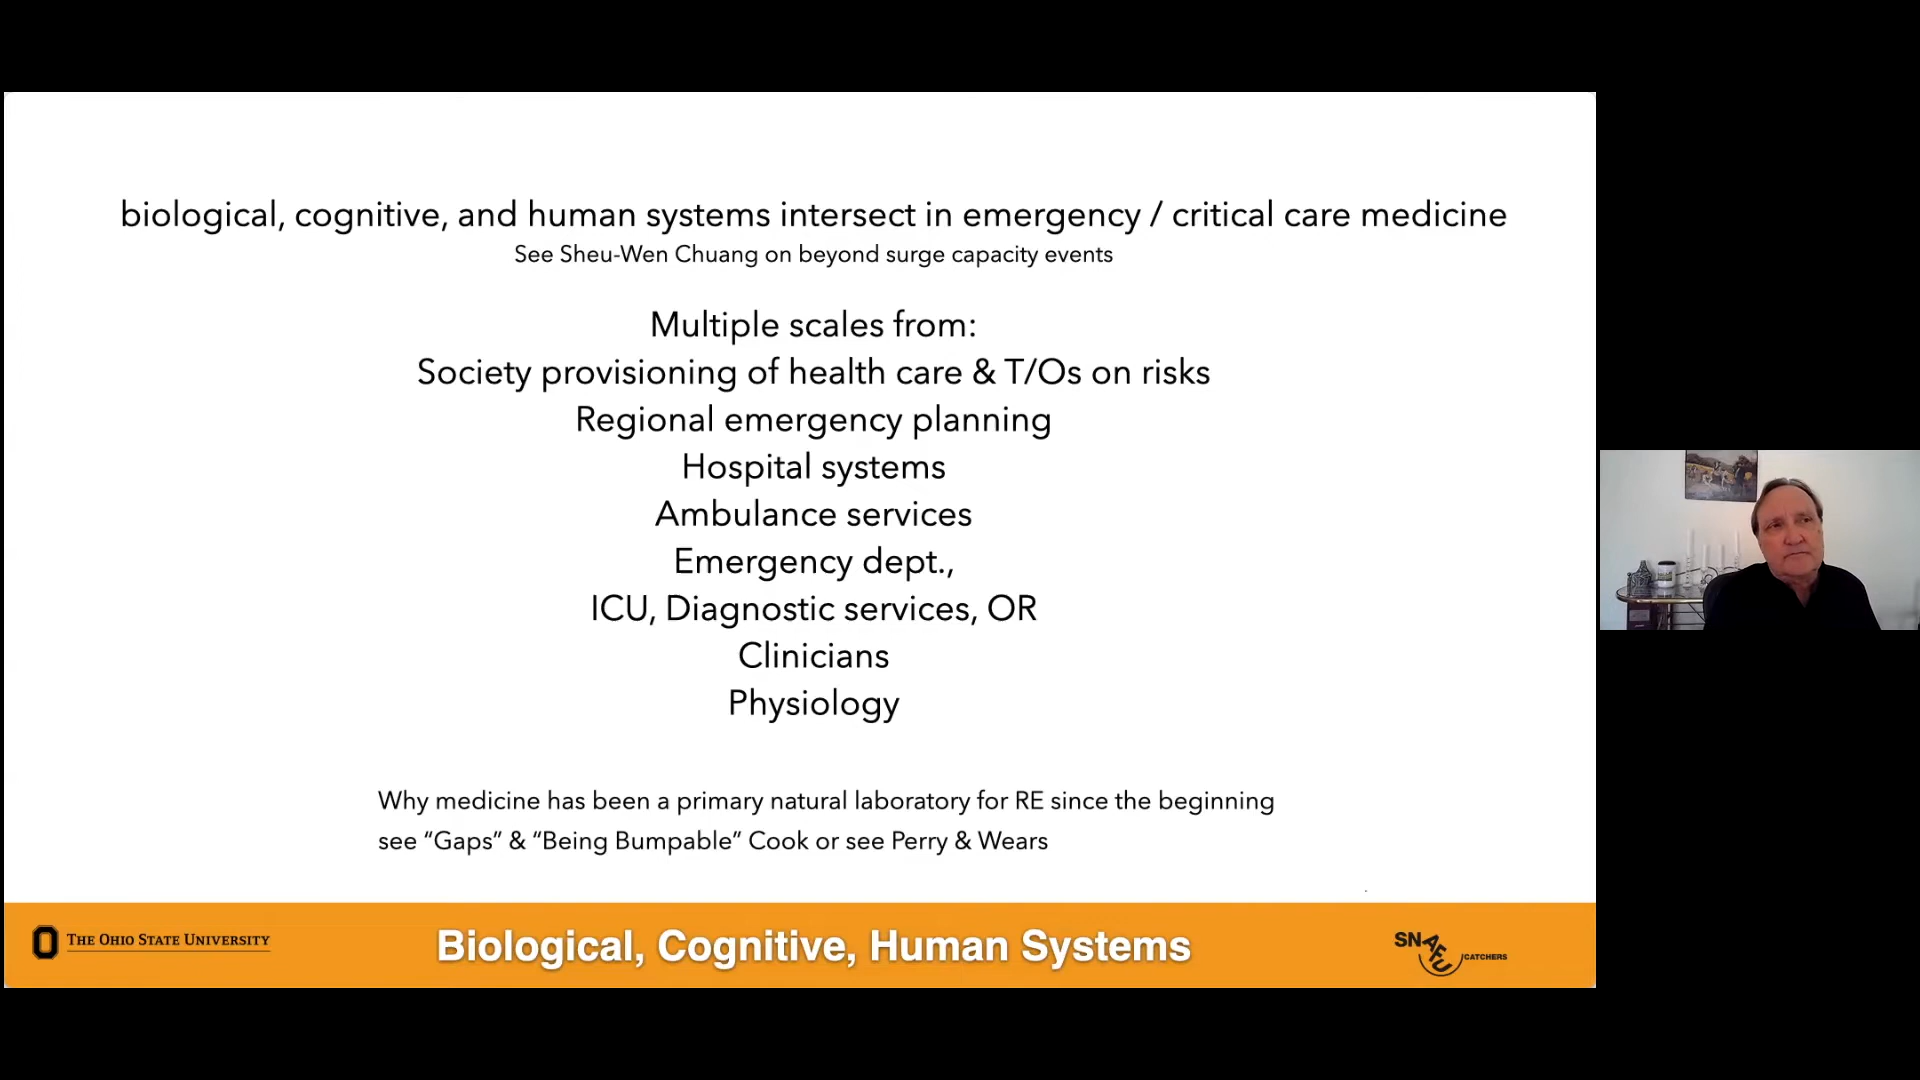 biological, cognitive, and human systems intersect in emergency / critical care medicine
See Sheu-Wen Chuang on beyond surge capacity events
Multiple scales from:
Society provisioning of health care & T/Os on risks
Regional emergency planning
Hospital systems
Ambulance services
Emergency dept.,
ICU, Diagnostic services, OR
Clinicians
Physiology
Why medicine has been a primary natural laboratory for RE since the beginning
see “Gaps” & “Being Bumpable” Cook or see Perry & Wears
THE OHIO STATE UNIVERSITY
Biological, Cognitive, Human Systems
SNAFU CATCHERS